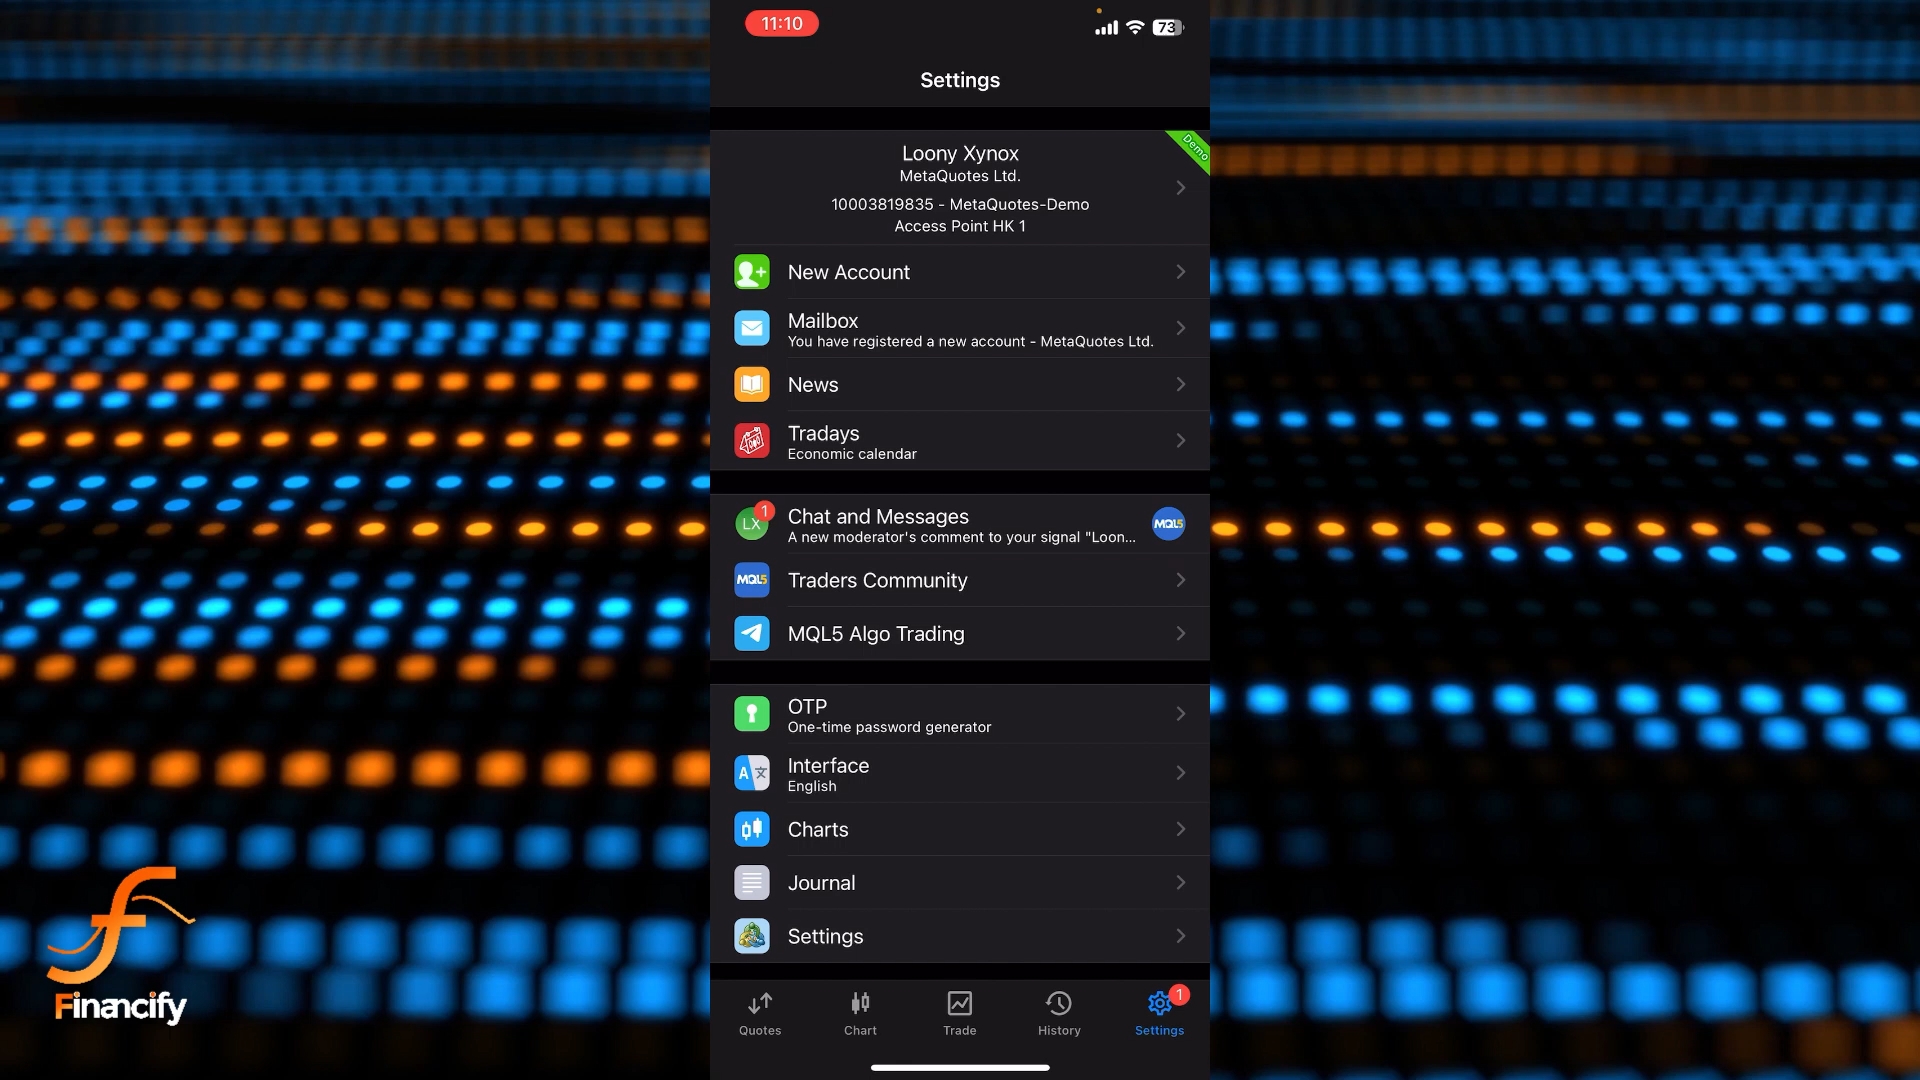 11:10
73
Settings
Demo
Loony Xynox
MetaQuotes Ltd.
10003819835 - MetaQuotes-Demo
Access Point HK 1
New Account
Mailbox
You have registered a new account - MetaQuotes Ltd.
News
Tradays
Economic calendar
LX
1
Chat and Messages
A new moderator's comment to your signal "Loon...
MQL5
MQL5
Traders Community
MQL5 Algo Trading
OTP
One-time password generator
A 文
Interface
English
Charts
Journal
Settings
Quotes
Chart
Trade
History
1
Settings
Financify